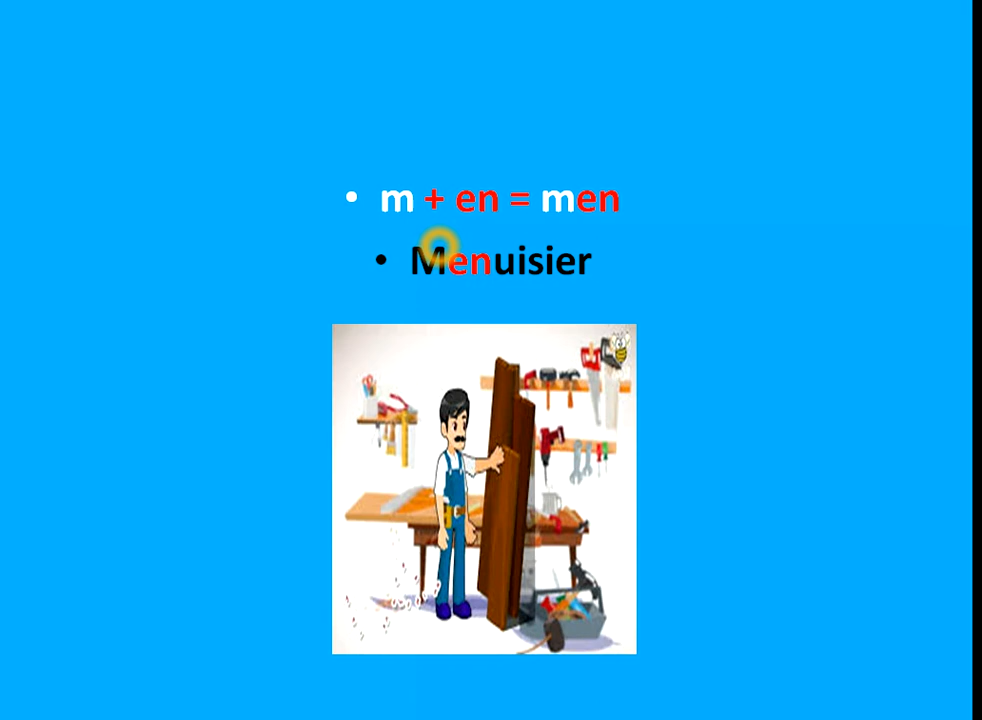 • m + en = men
• Menuisier